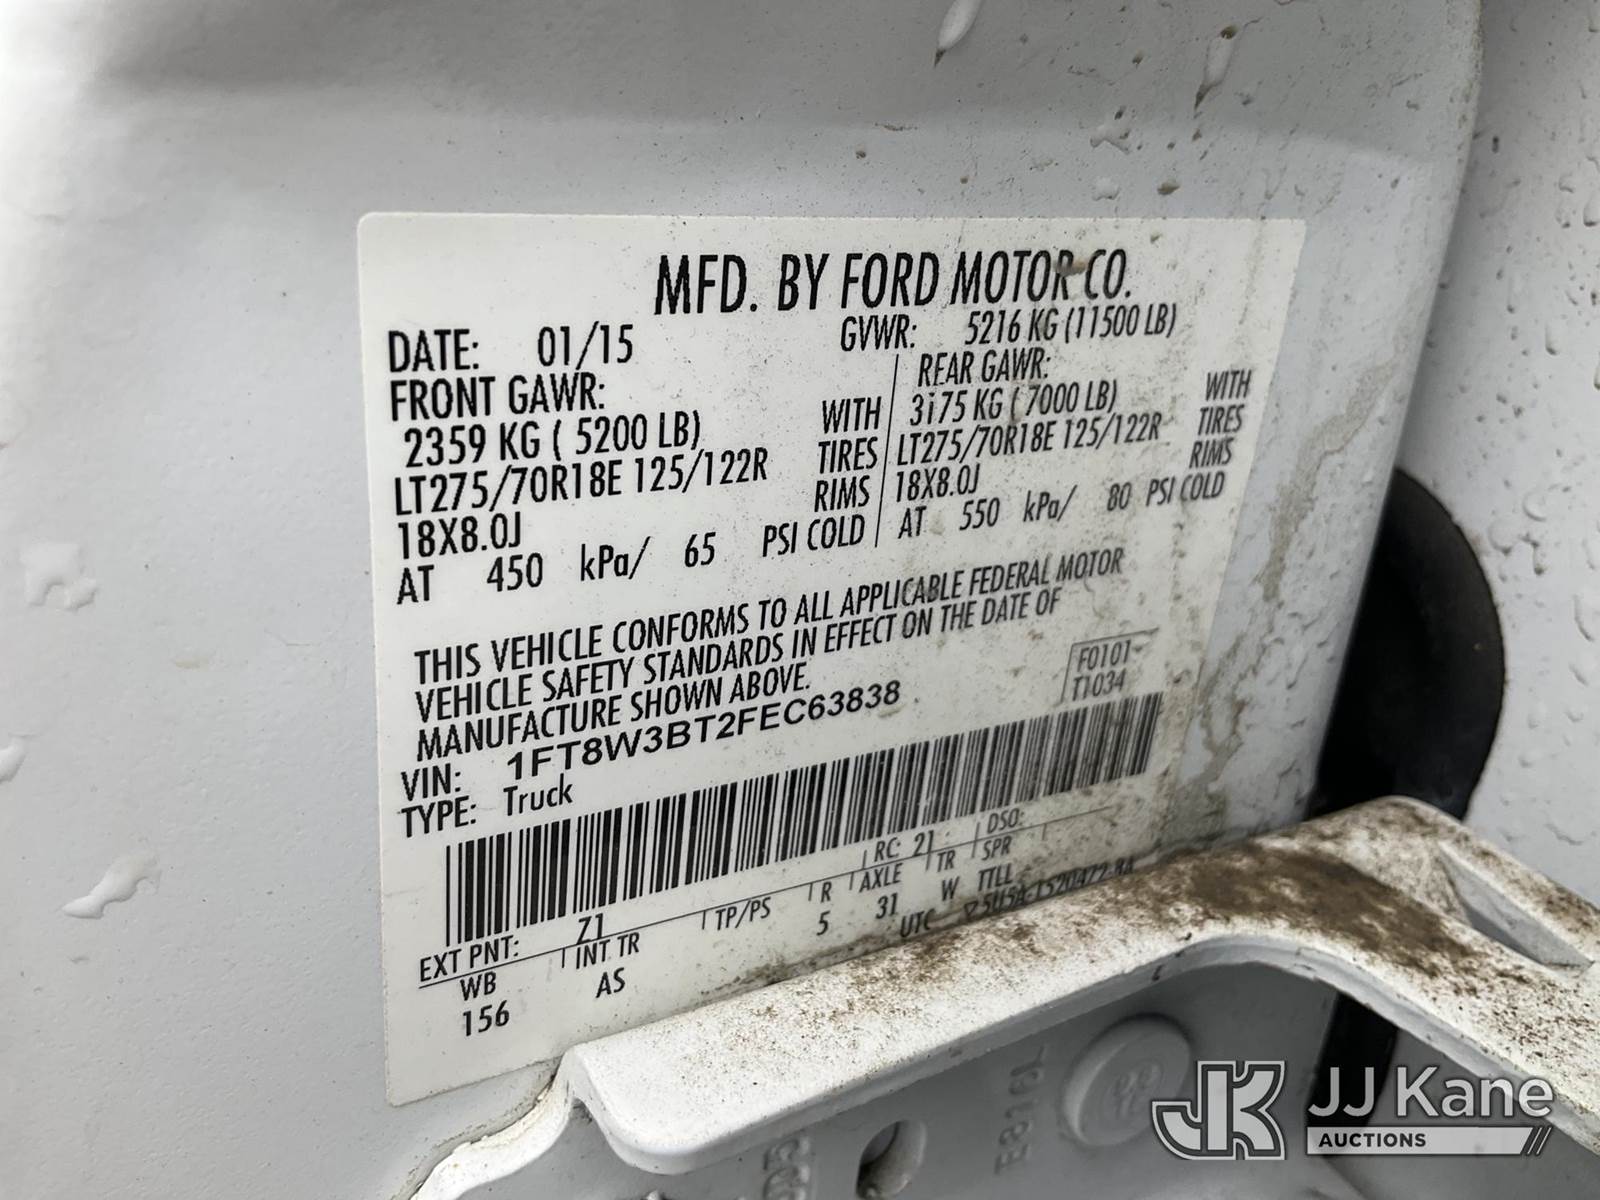 MFD. BY FORD MOTOR CO.
DATE: 01/15 GVWR: 5216 KG (11500 LB)
FRONT GAWR: REAR GAWR:
2359 KG ( 5200 LB) WITH 3175 KG ( 7000 LB) WITH
LT275/70R18E 125/122R TIRES LT275/70R18E 125/122R TIRES
18X8.0J RIMS 18X8.0J RIMS
AT 450 kPa/ 65 PSI COLD AT 550 kPa/ 80 PSI COLD
THIS VEHICLE CONFORMS TO ALL APPLICABLE FEDERAL MOTOR
VEHICLE SAFETY STANDARDS IN EFFECT ON THE DATE OF
MANUFACTURE SHOWN ABOVE.
F0101
T1034
VIN: 1FT8W3BT2FEC63838
TYPE: Truck
EXT PNT: Z1 RC: 21 DSO:
WB INT TR TP/PS R AXLE TR SPR
156 AS 5 31 W TTLL
UTC
JJ Kane
AUCTIONS